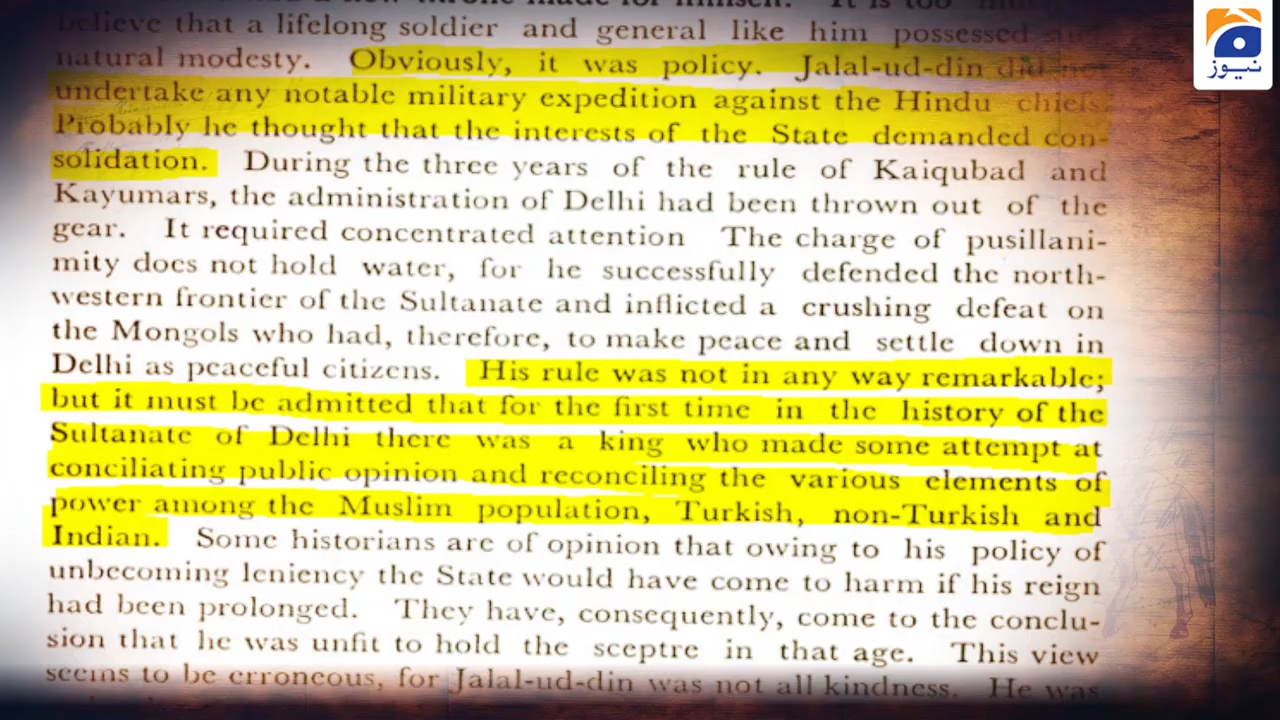 believe that a lifelong soldier and general like him possessed such
natural modesty. Obviously, it was policy. Jalal-ud-din did not
undertake any notable military expedition against the Hindu chiefs.
Probably he thought that the interests of the State demanded con-
solidation. During the three years of the rule of Kaiqubad and
Kayumars, the administration of Delhi had been thrown out of the
gear. It required concentrated attention The charge of pusillani-
mity does not hold water, for he successfully defended the north-
western frontier of the Sultanate and inflicted a crushing defeat on
the Mongols who had, therefore, to make peace and settle down in
Delhi as peaceful citizens. His rule was not in any way remarkable;
but it must be admitted that for the first time in the history of the
Sultanate of Delhi there was a king who made some attempt at
conciliating public opinion and reconciling the various elements of
power among the Muslim population, Turkish, non-Turkish and
Indian. Some historians are of opinion that owing to his policy of
unbecoming leniency the State would have come to harm if his reign
had been prolonged. They have, consequently, come to the conclu-
sion that he was unfit to hold the sceptre in that age. This view
seems to be erroneous, for Jalal-ud-din was not all kindness. He was
نیوز